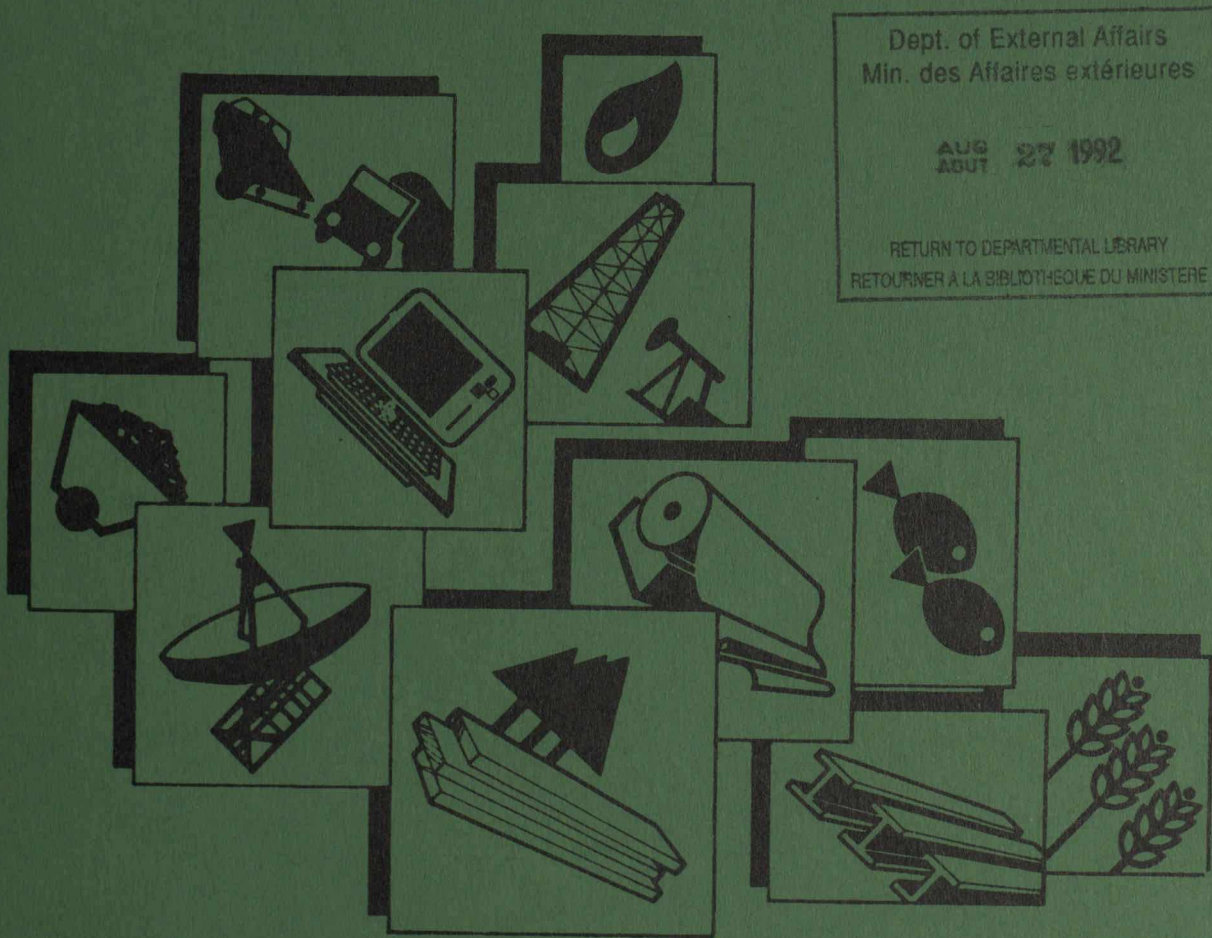 Dept. of External Affairs
Min. des Affaires extérieures
AUG
AOUT 27 1992
RETURN TO DEPARTMENTAL LIBRARY
RETOURNER A LA BIBLIOTHEQUE DU MINISTERE